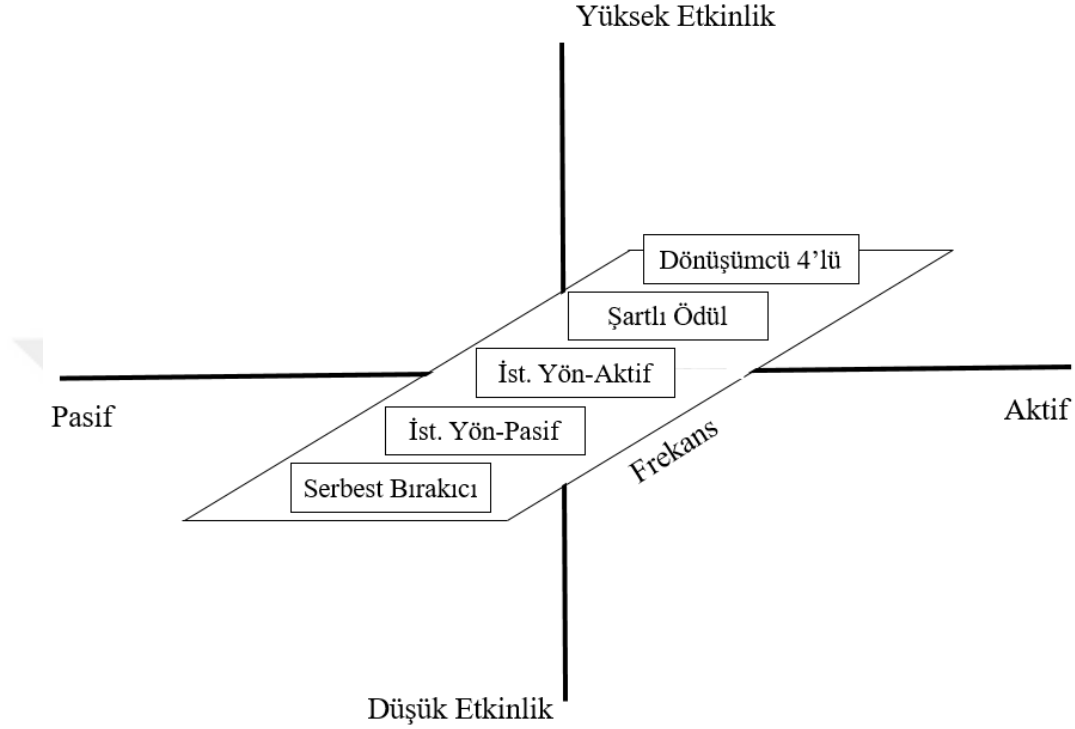 Yüksek Etkinlik
Dönüşümcü 4’lü
Şartlı Ödül
İst. Yön-Aktif
Pasif
Aktif
İst. Yön-Pasif
Frekans
Serbest Bırakıcı
Düşük Etkinlik